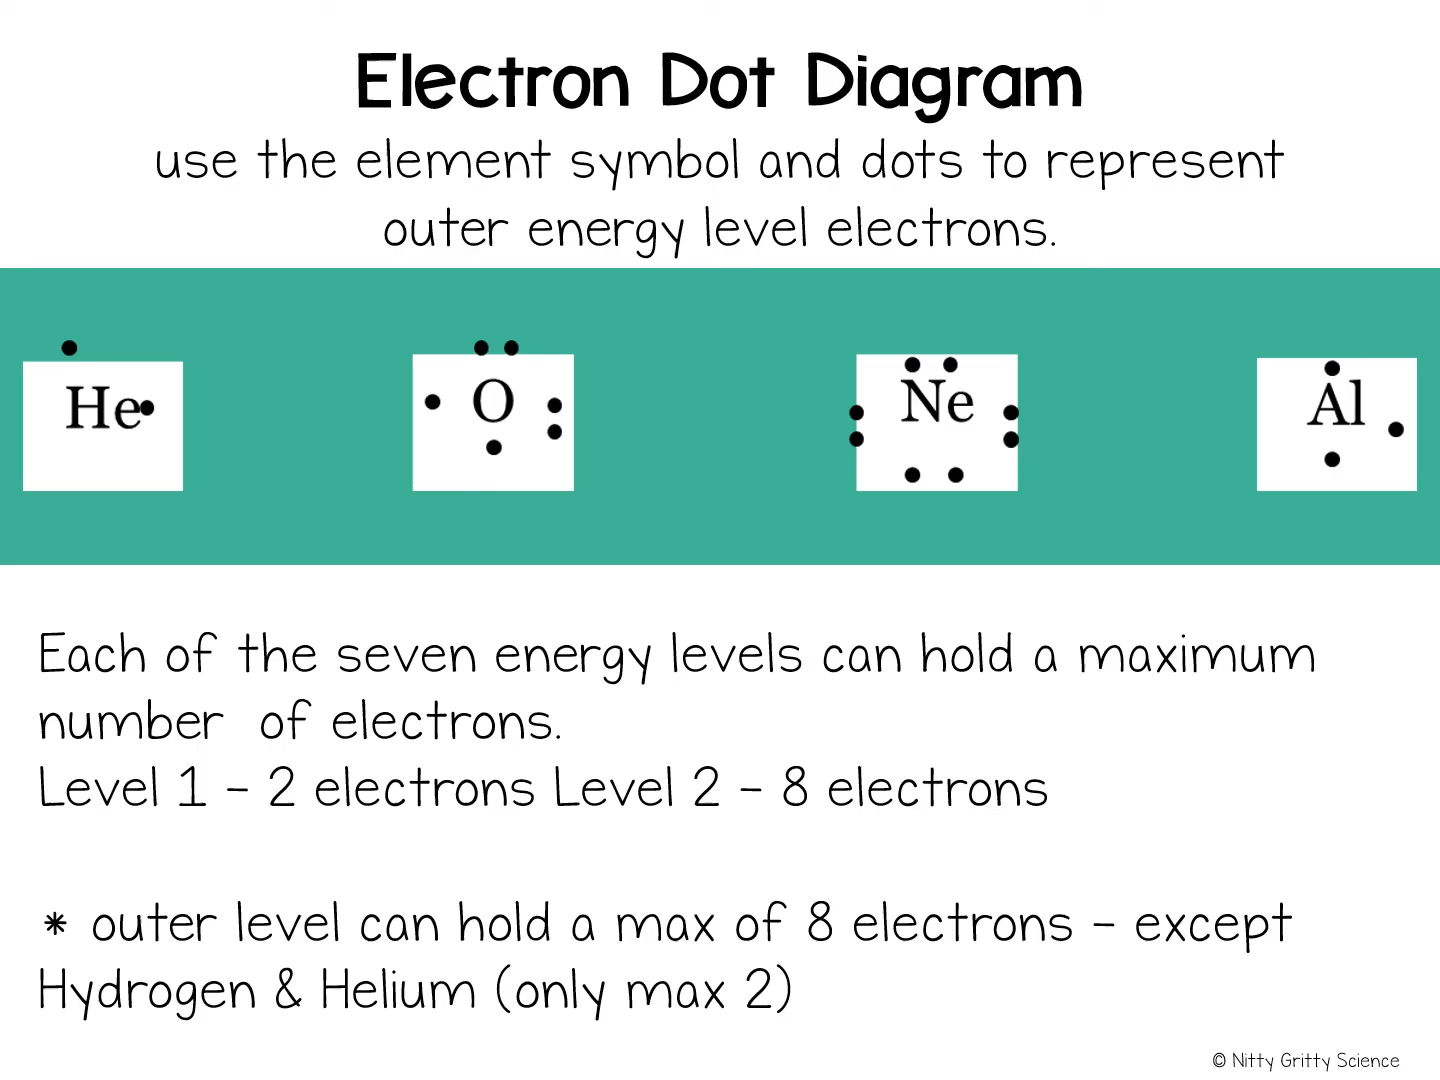 Electron Dot Diagram
use the element symbol and dots to represent
outer energy level electrons.
He O Ne Al
Each of the seven energy levels can hold a maximum
number of electrons.
Level 1 – 2 electrons Level 2 – 8 electrons
* outer level can hold a max of 8 electrons – except
Hydrogen & Helium (only max 2)
© Nitty Gritty Science